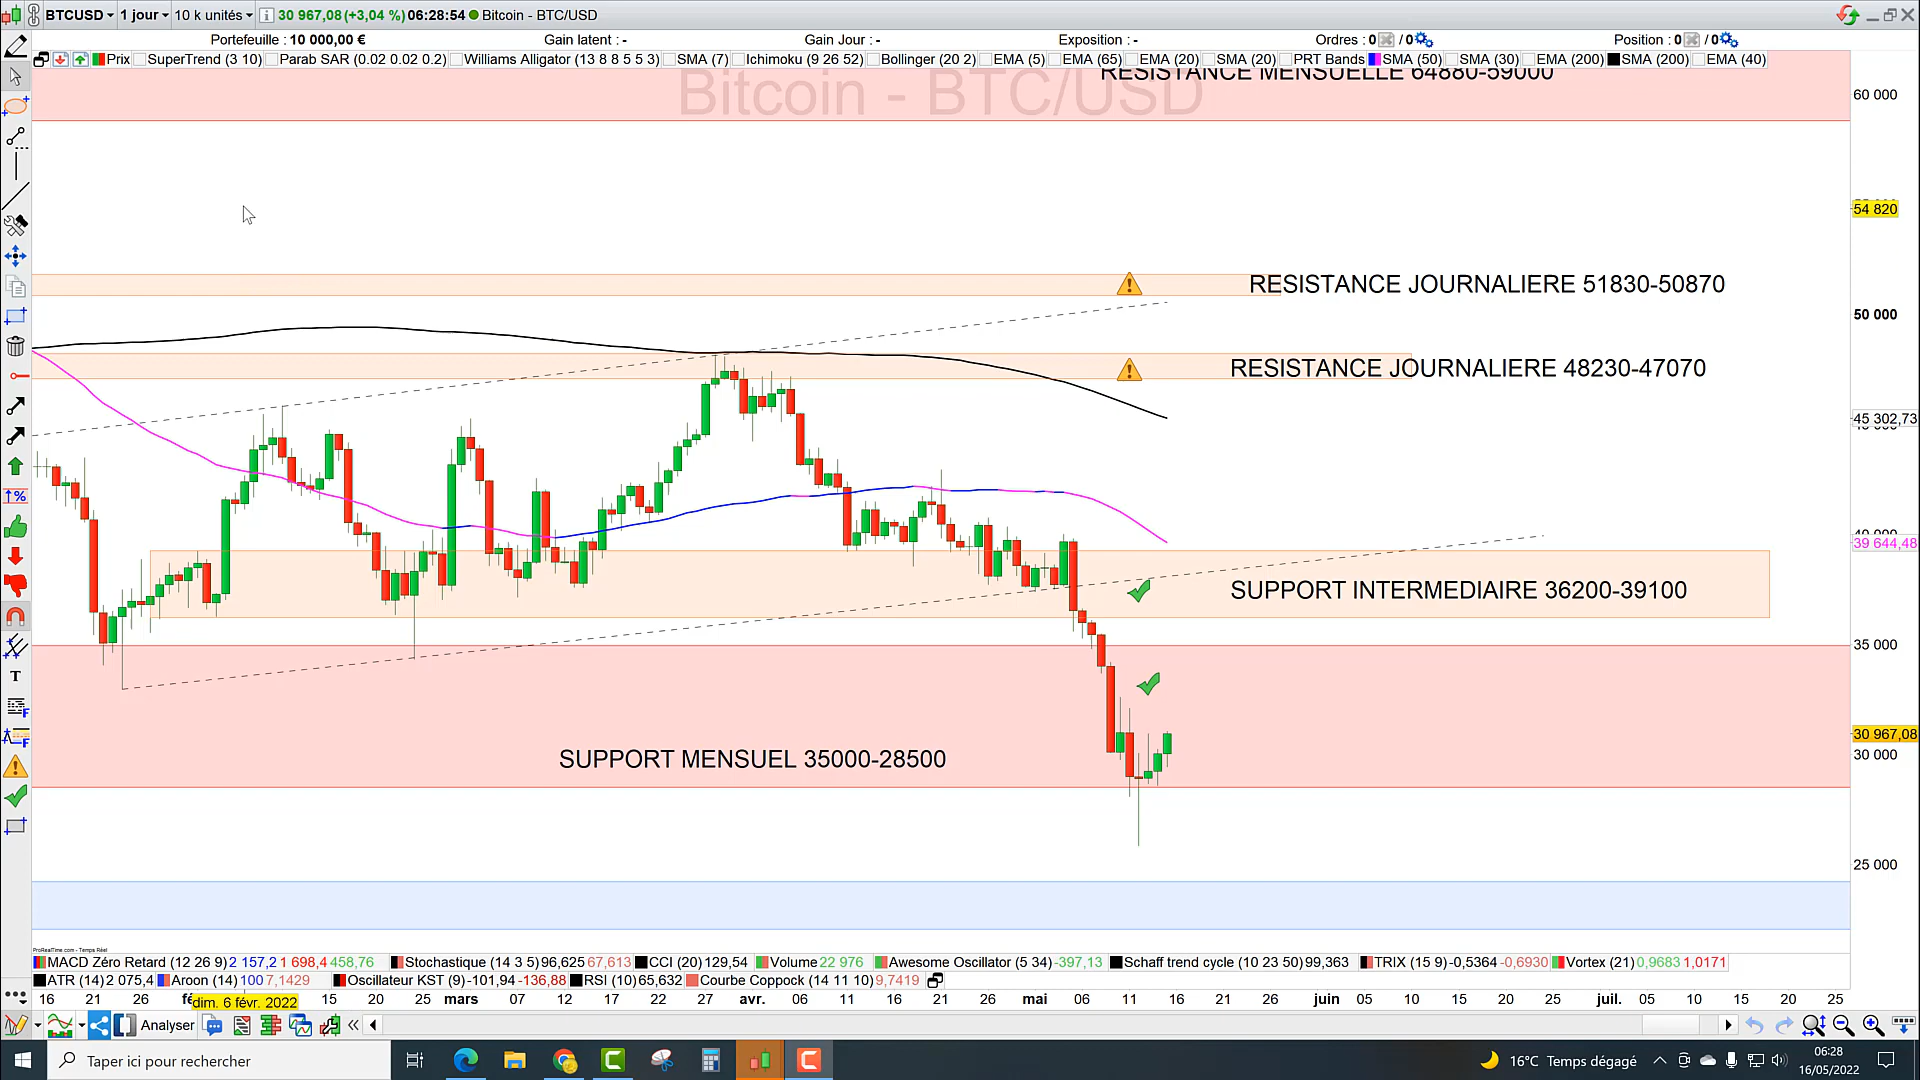 BTCUSD 1 jour 10 k unités 30 967,08 (+3,04 %) 06:28:54 Bitcoin - BTC/USD
Portefeuille : 10 000,00 € Gain latent : - Gain Jour : - Exposition : - Ordres : 0 / 0 Position : 0 / 0
Prix SuperTrend (3 10) Parab SAR (0.02 0.02 0.2) Williams Alligator (13 8 8 5 5 3) SMA (7) Ichimoku (9 26 52) Bollinger (20 2) EMA (5) EMA (65) EMA (20) SMA (20) PRT Bands SMA (50) SMA (30) EMA (200) SMA (200) EMA (40)
RESISTANCE MENSUELLE 64880-59000
Bitcoin - BTC/USD
60 000
54 820
RESISTANCE JOURNALIERE 51830-50870
50 000
RESISTANCE JOURNALIERE 48230-47070
45 302,73
39 644,48
SUPPORT INTERMEDIAIRE 36200-39100
35 000
30 967,08
30 000
SUPPORT MENSUEL 35000-28500
25 000
ProRealTime.com - Temps Réel
MACD Zéro Retard (12 26 9) 2 157,2 1 698,4 458,76 Stochastique (14 3 5) 96,625 67,613 CCI (20) 129,54 Volume 22 976 Awesome Oscillator (5 34) -397,13 Schaff trend cycle (10 23 50) 99,363 TRIX (15 9) -0,5364 -0,6930 Vortex (21) 0,9683 1,0171
ATR (14) 2 075,4 Aroon (14) 100 7,1429 Oscillateur KST (9) -101,94 -136,88 RSI (10) 65,632 Courbe Coppock (14 11 10) 9,7419
16 21 26 dim. 6 févr. 2022 15 20 25 mars 07 12 17 22 avr. 06 11 16 21 26 mai 06 11 16 21 26 juin 05 10 15 20 25 juil. 05 10 15 20 25
Analyser
Taper ici pour rechercher
16°C Temps dégagé
06:28
16/05/2022